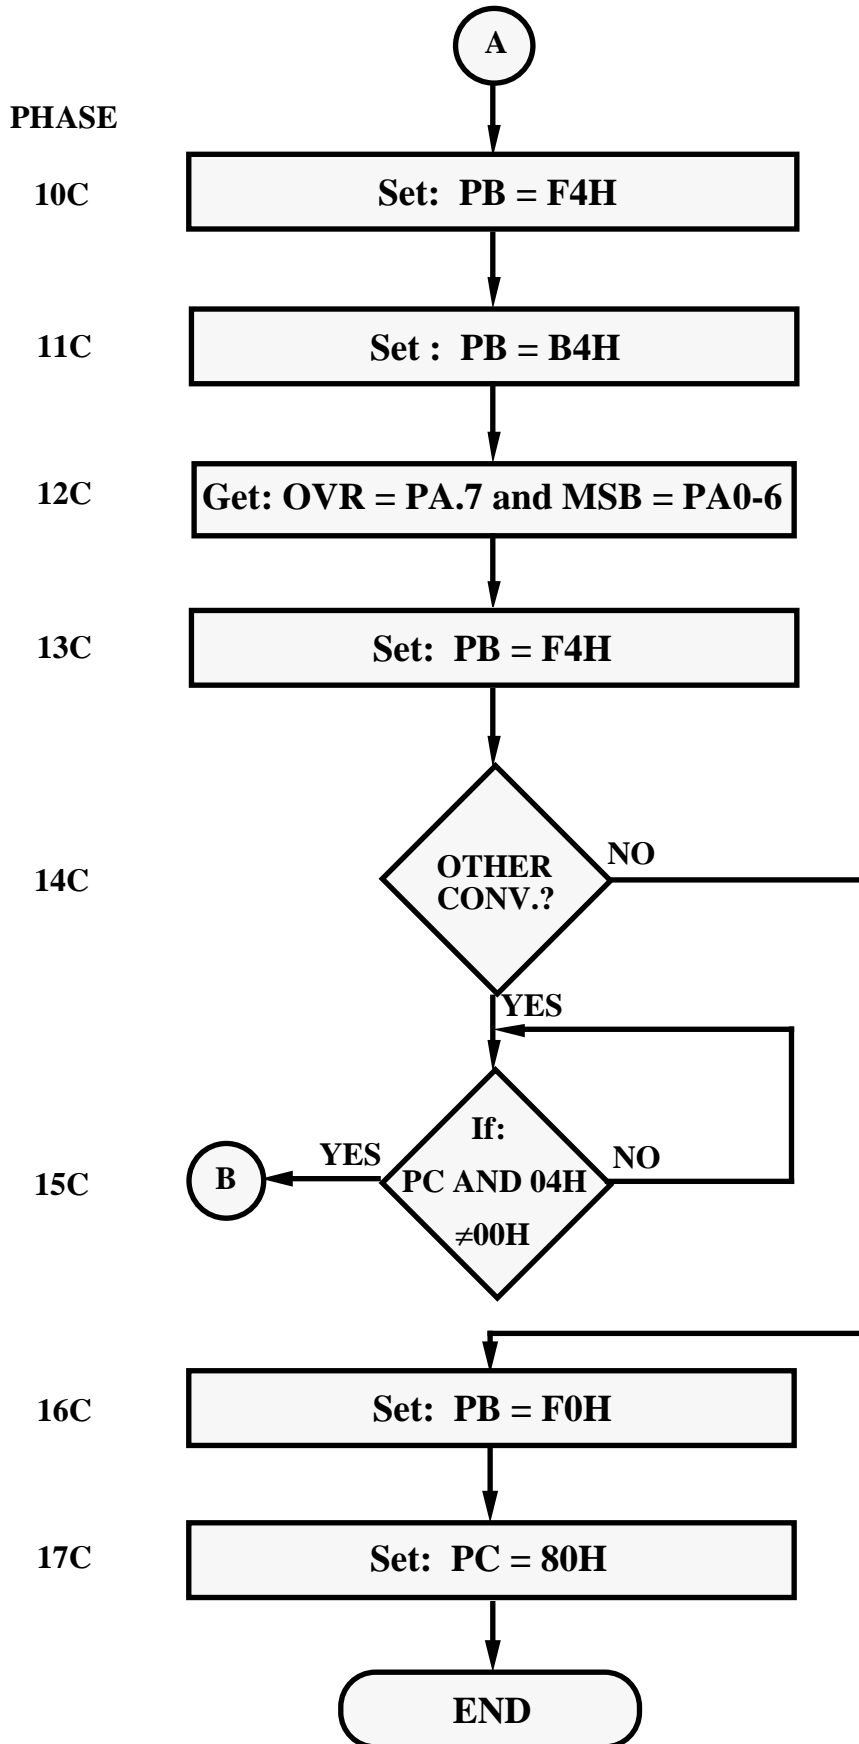 A
PHASE
10C
Set: PB = F4H
11C
Set : PB = B4H
12C
Get: OVR = PA.7 and MSB = PA0-6
13C
Set: PB = F4H
14C
OTHER
CONV.?
NO
YES
15C
B
YES
If:
PC AND 04H
≠00H
NO
16C
Set: PB = F0H
17C
Set: PC = 80H
END